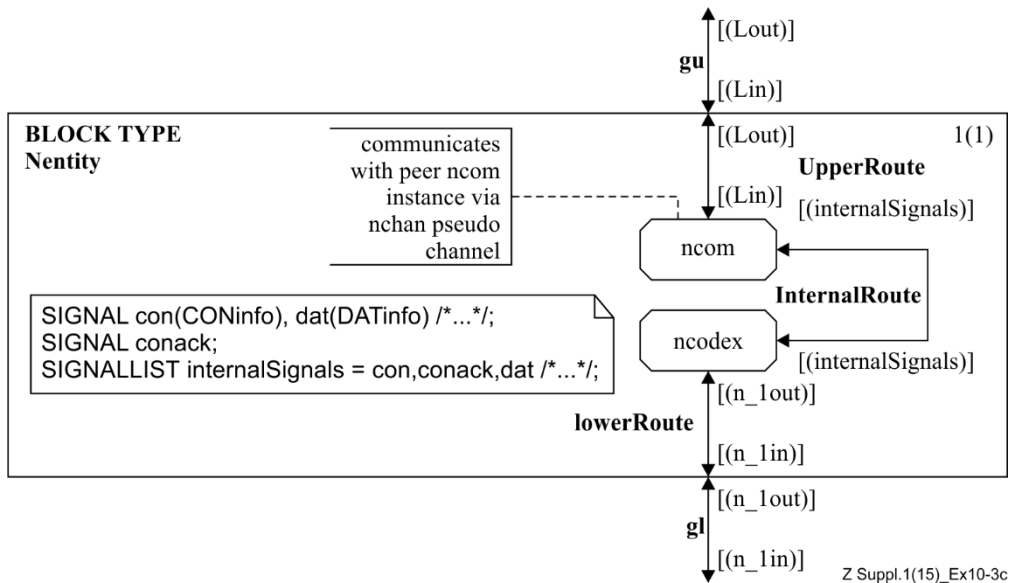 [(Lout)]
gu
[(Lin)]
BLOCK TYPE
Nentity
1(1)
communicates
with peer ncom
instance via
nchan pseudo
channel
[(Lout)]
UpperRoute
[(Lin)]
[(internalSignals)]
ncom
InternalRoute
SIGNAL con(CONinfo), dat(DATinfo) /*...*/;
SIGNAL conack;
SIGNALLIST internalSignals = con,conack,dat /*...*/;
ncodex
[(internalSignals)]
[(n_1out)]
lowerRoute
[(n_1in)]
[(n_1out)]
gl
[(n_1in)]
Z Suppl.1(15)_Ex10-3c